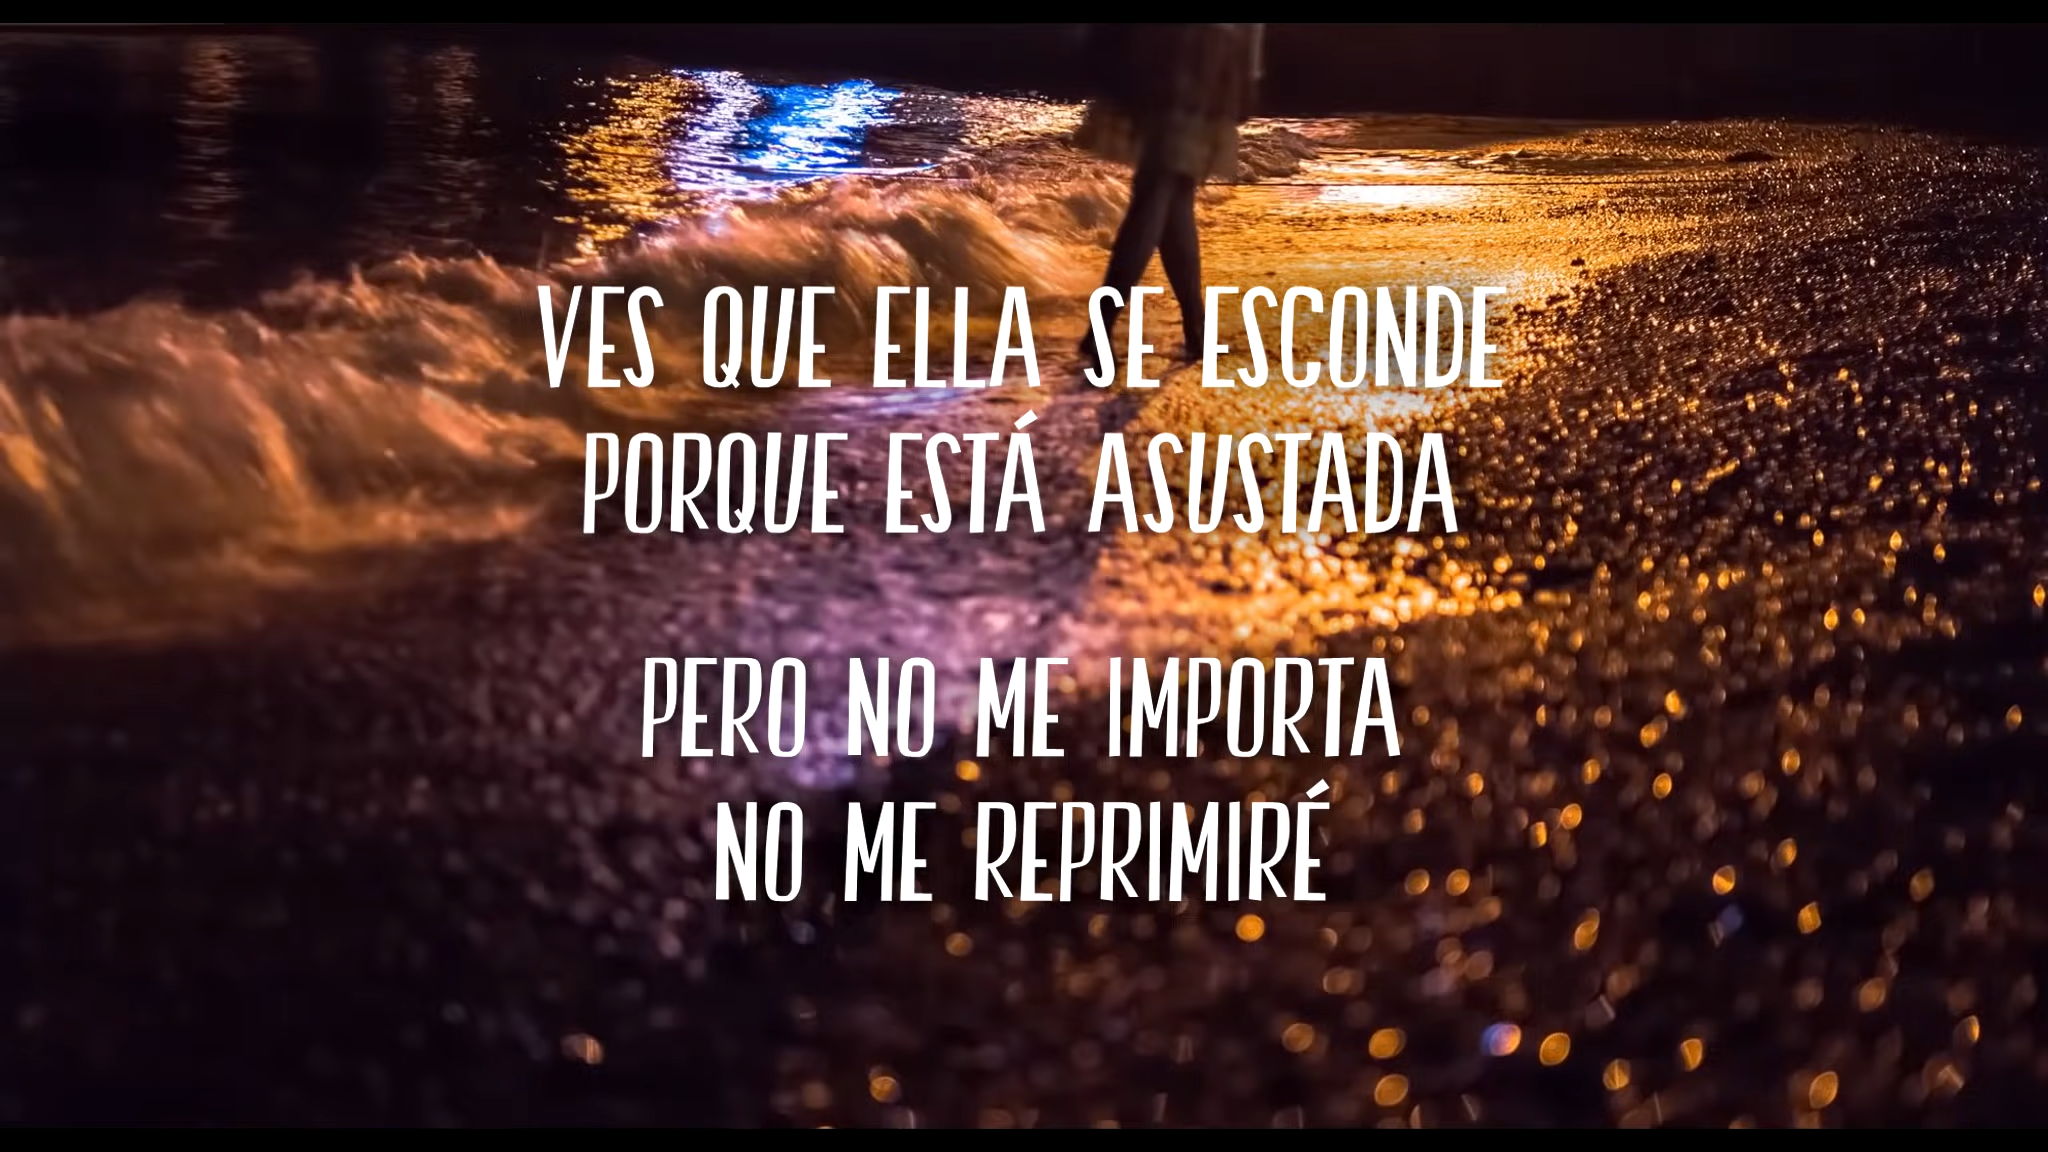 VES QUE ELLA SE ESCONDE
PORQUE ESTÁ ASUSTADA
PERO NO ME IMPORTA
NO ME REPRIMIRÉ